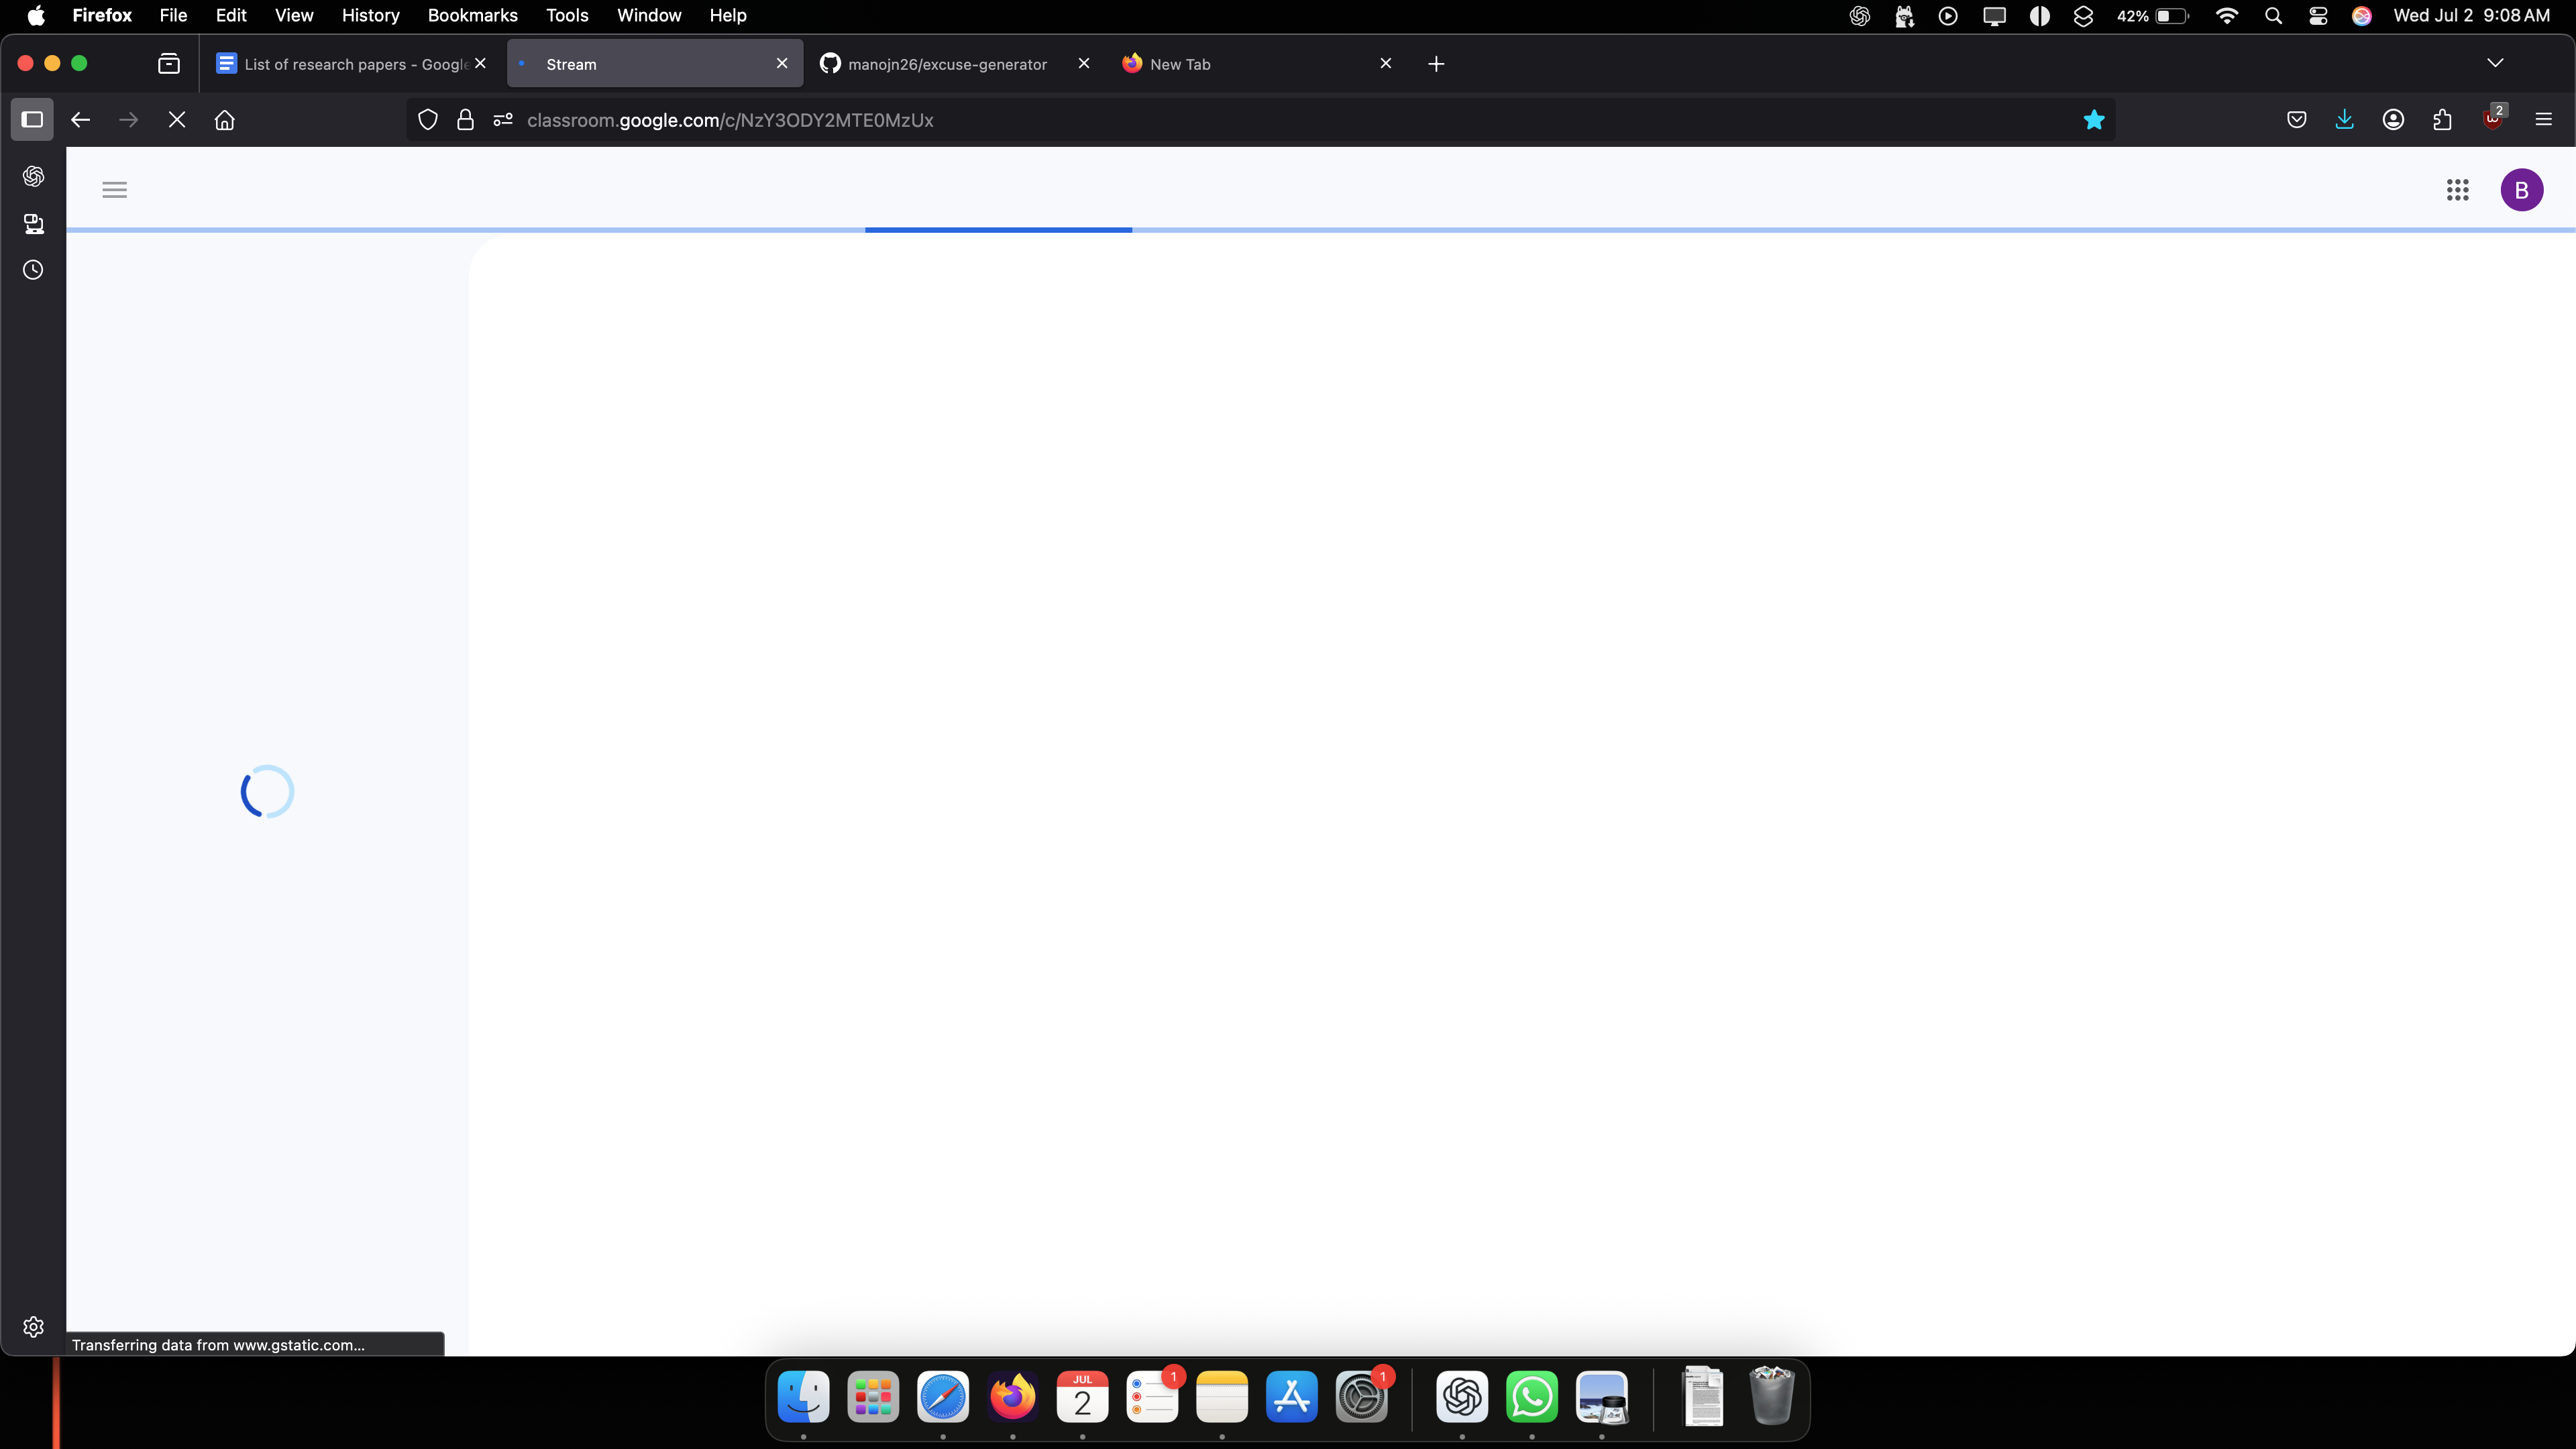 Firefox File Edit View History Bookmarks Tools Window Help 42% Wed Jul 2 9:08 AM
List of research papers - Google Stream manojn26/excuse-generator New Tab
classroom.google.com/c/NzY3ODY2MTE0MzUx 2
B
Transferring data from www.gstatic.com...
JUL 1 1
2